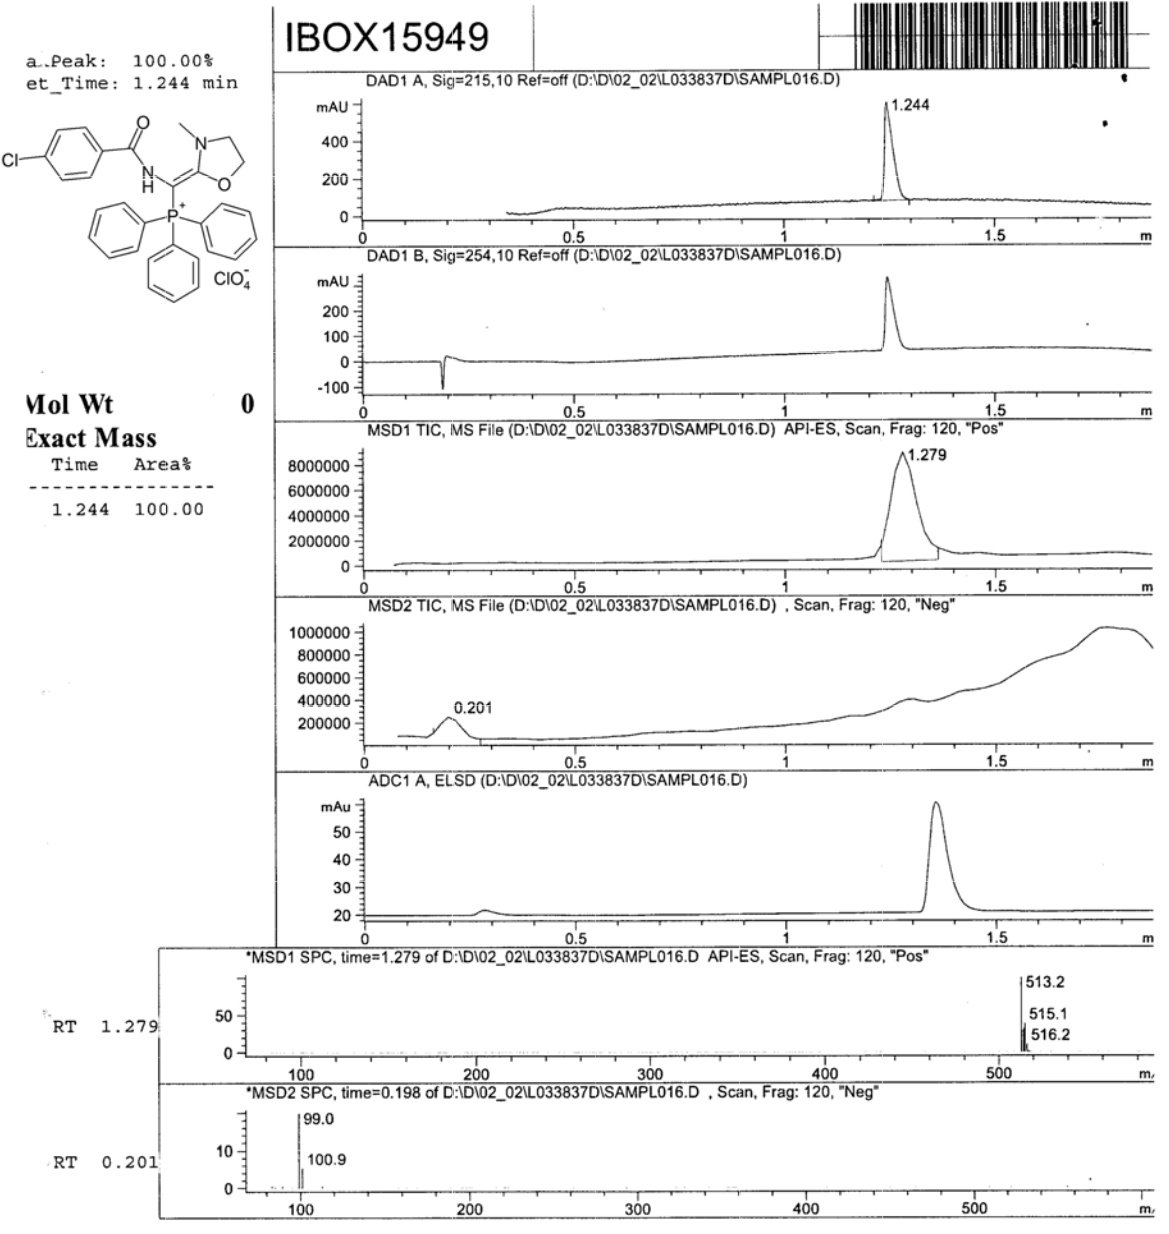 IBOX15949
a Peak: 100.00%
et_Time: 1.244 min
O
N
Cl
N
H
O
P+
ClO4-
Mol Wt 0
Exact Mass
Time Area%
-----------------
1.244 100.00
DAD1 A, Sig=215,10 Ref=off (D:\D\02_02\L033837D\SAMPL016.D)
mAU
1.244
400
200
0
0 0.5 1 1.5 m
DAD1 B, Sig=254,10 Ref=off (D:\D\02_02\L033837D\SAMPL016.D)
mAU
200
100
0
-100
0 0.5 1 1.5 m
MSD1 TIC, MS File (D:\D\02_02\L033837D\SAMPL016.D) API-ES, Scan, Frag: 120, "Pos"
1.279
8000000
6000000
4000000
2000000
0
0 0.5 1 1.5 m
MSD2 TIC, MS File (D:\D\02_02\L033837D\SAMPL016.D) , Scan, Frag: 120, "Neg"
1000000
800000
600000
400000
200000
0.201
0 0.5 1 1.5 m
ADC1 A, ELSD (D:\D\02_02\L033837D\SAMPL016.D)
mAu
50
40
30
20
0 0.5 1 1.5 m
*MSD1 SPC, time=1.279 of D:\D\02_02\L033837D\SAMPL016.D API-ES, Scan, Frag: 120, "Pos"
513.2
515.1
516.2
50
0
RT 1.279
100 200 300 400 500 m
*MSD2 SPC, time=0.198 of D:\D\02_02\L033837D\SAMPL016.D , Scan, Frag: 120, "Neg"
99.0
100.9
10
0
RT 0.201
100 200 300 400 500 m